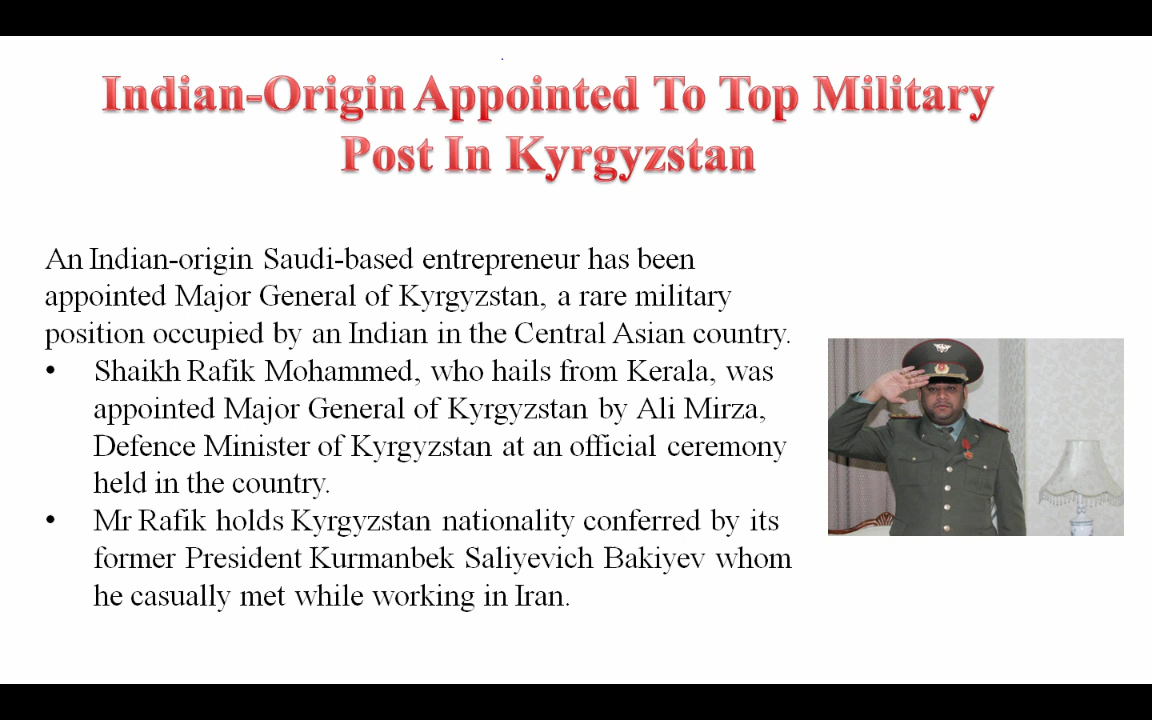 Indian-Origin Appointed To Top Military
Post In Kyrgyzstan
An Indian-origin Saudi-based entrepreneur has been
appointed Major General of Kyrgyzstan, a rare military
position occupied by an Indian in the Central Asian country.
• Shaikh Rafik Mohammed, who hails from Kerala, was
appointed Major General of Kyrgyzstan by Ali Mirza,
Defence Minister of Kyrgyzstan at an official ceremony
held in the country.
• Mr Rafik holds Kyrgyzstan nationality conferred by its
former President Kurmanbek Saliyevich Bakiyev whom
he casually met while working in Iran.